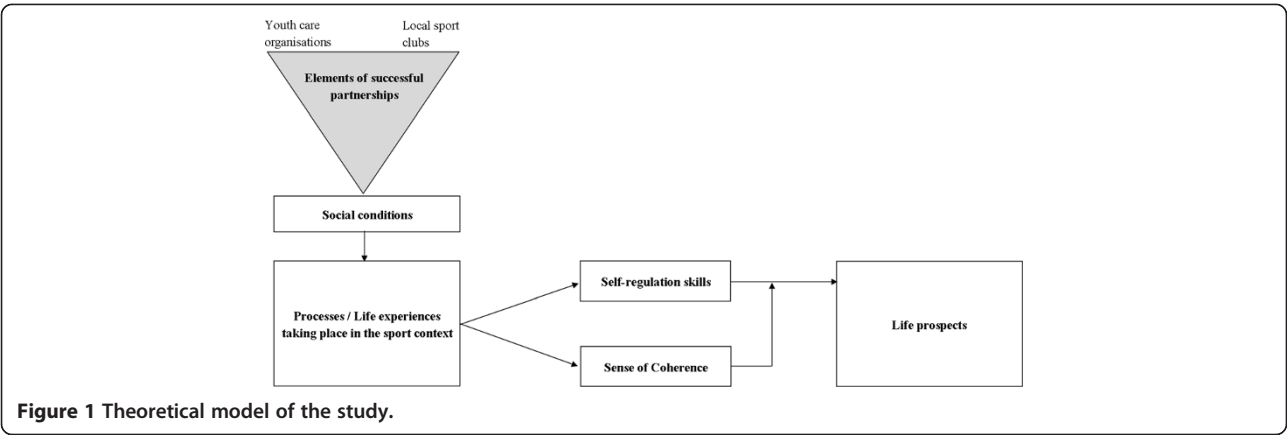 Youth care
organisations
Local sport
clubs
Elements of successful
partnerships
Social conditions
Processes / Life experiences
taking place in the sport context
Self-regulation skills
Sense of Coherence
Life prospects
Figure 1 Theoretical model of the study.